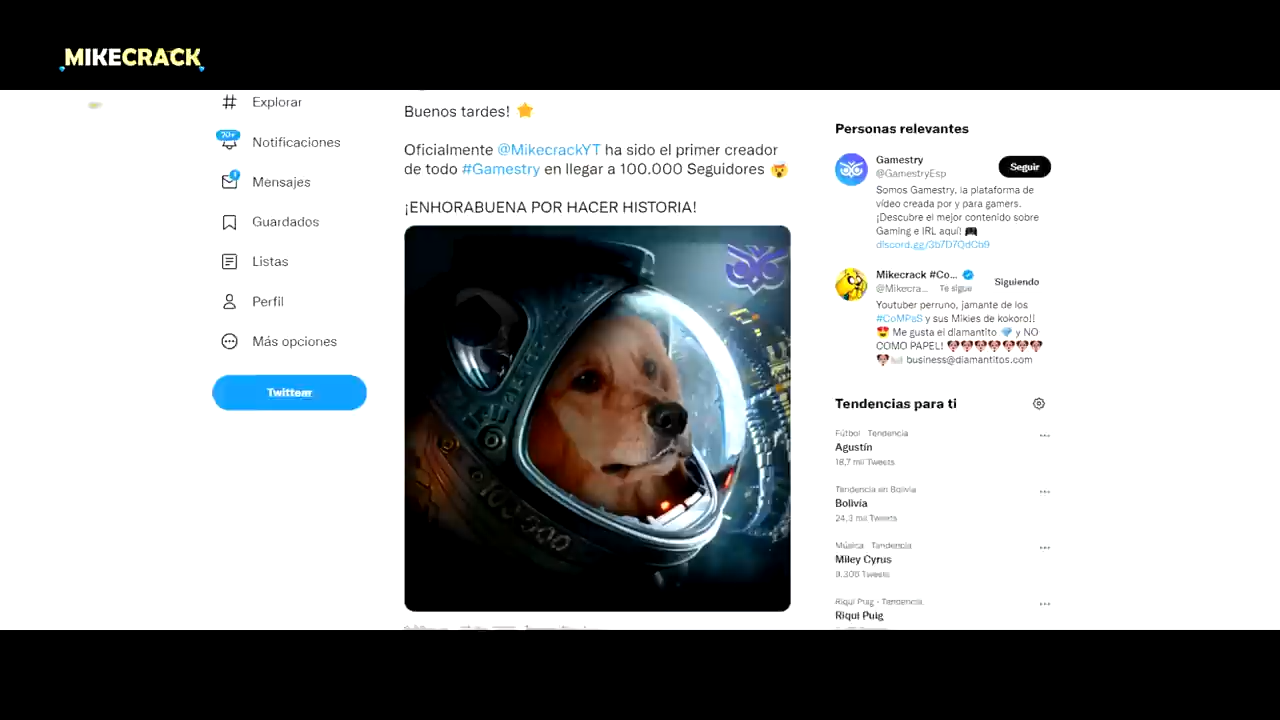 MIKECRACK
Explorar
70+
Notificaciones
Mensajes
Guardados
Listas
Perfil
Más opciones
Twittear
Buenos tardes! ⭐
Oficialmente @MikecrackYT ha sido el primer creador
de todo #Gamestry en llegar a 100.000 Seguidores 🤯
¡ENHORABUENA POR HACER HISTORIA!
Personas relevantes
Gamestry
@GamestryEsp
Seguir
Somos Gamestry, la plataforma de
vídeo creada por y para gamers.
¡Descubre el mejor contenido sobre
Gaming e IRL aquí! 🎮
discord.gg/3b7D7QdCb9
Mikecrack #Co...
@Mikecra... Te sigue
Siguiendo
Youtuber perruno, jamante de los
#CoMPaS y sus Mikies de kokoro!!
😍 Me gusta el diamantito 💎 y NO
COMO PAPEL!
business@diamantitos.com
Tendencias para ti
Fútbol · Tendencia
Agustín
18,7 mil Tweets
Tendencia en Bolivia
Bolivia
24,3 mil Tweets
Música · Tendencia
Miley Cyrus
9.306 Tweets
Riqui Puig · Tendencia
Riqui Puig